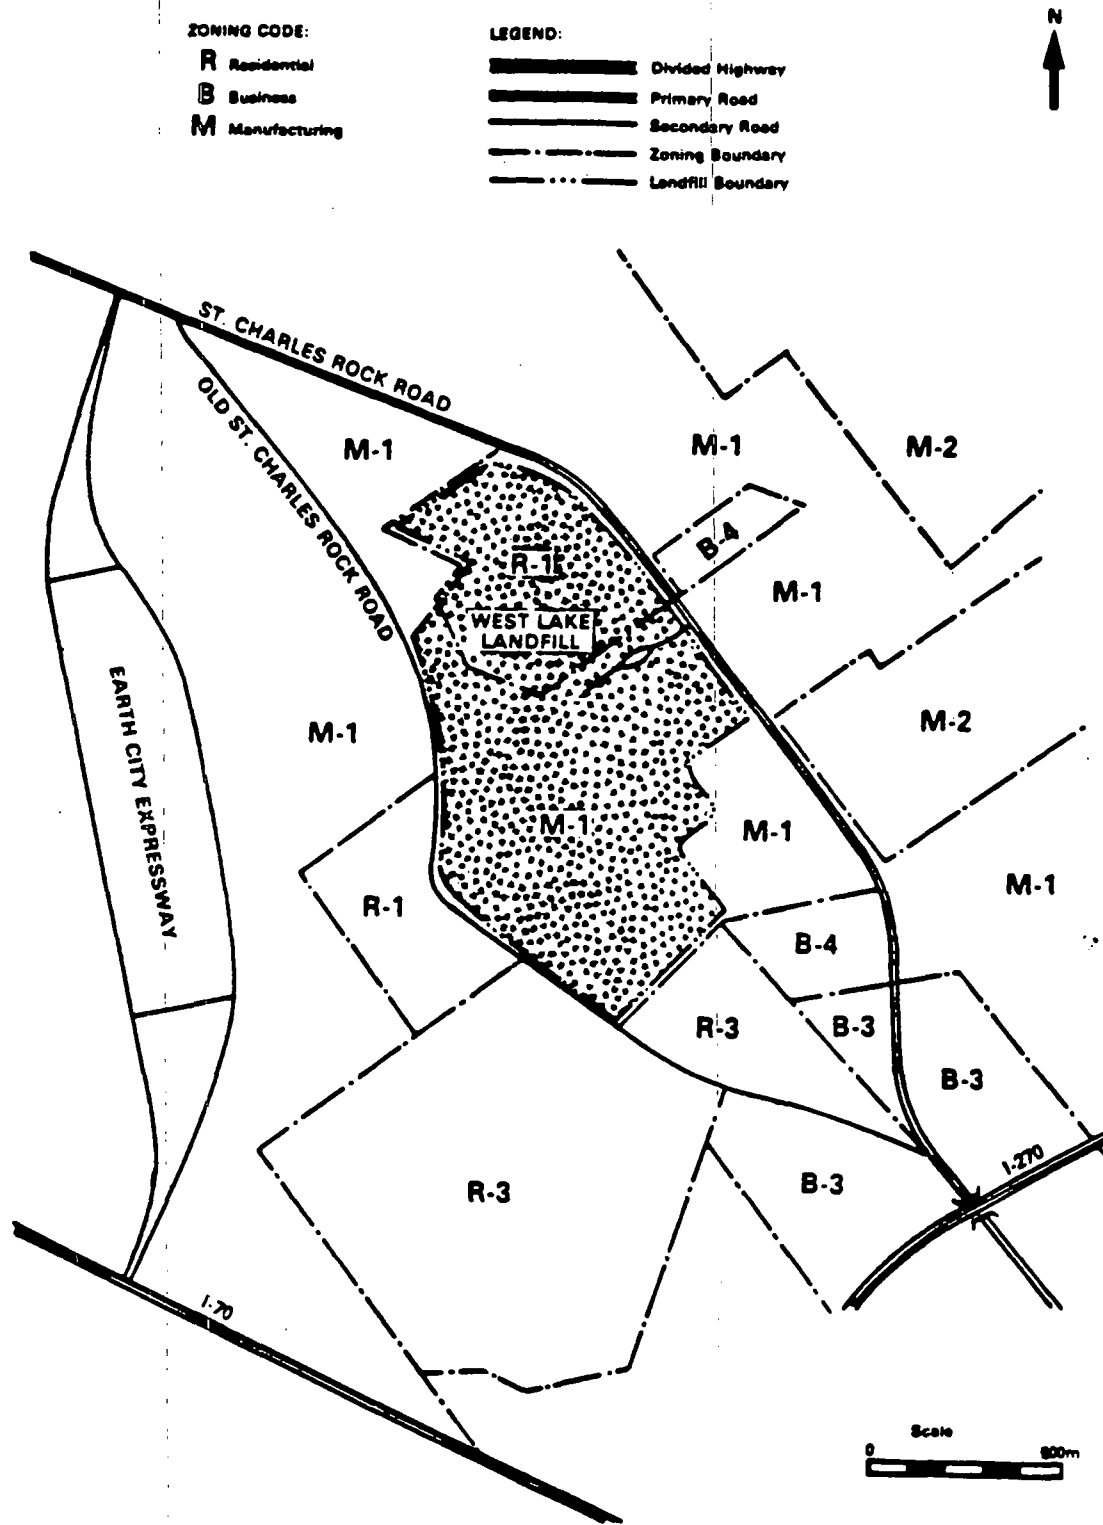 ZONING CODE:
R Residential
B Business
M Manufacturing
LEGEND:
Divided Highway
Primary Road
Secondary Road
Zoning Boundary
Landfill Boundary
N
ST. CHARLES ROCK ROAD
OLD ST. CHARLES ROCK ROAD
M-1
M-1
M-2
B-4
R-1
M-1
WEST LAKE
LANDFILL
EARTH CITY EXPRESSWAY
M-1
M-2
M-1
M-1
M-1
R-1
B-4
R-3
B-3
B-3
I-270
R-3
B-3
I-70
Scale
0